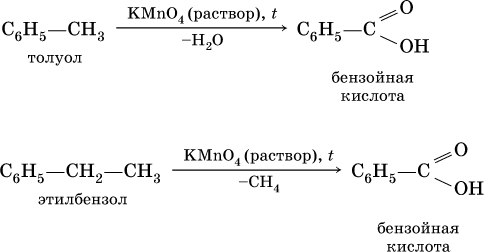 KMnO₄ (раствор), t
C₆H₅—CH₃ → C₆H₅—C(=O)OH
–H₂O
толуол
бензойная
кислота
KMnO₄ (раствор), t
C₆H₅—CH₂—CH₃ → C₆H₅—C(=O)OH
–CH₄
этилбензол
бензойная
кислота